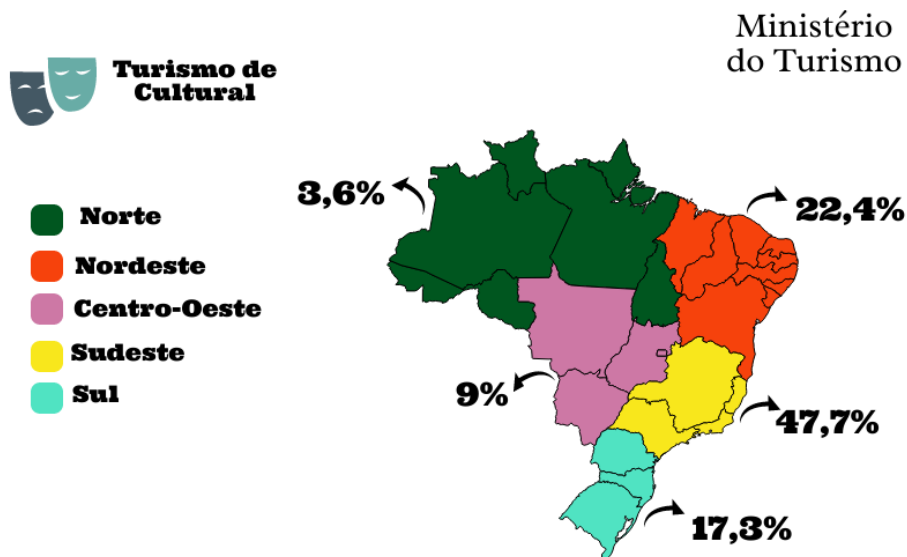 Ministério
do Turismo
Turismo de
Cultural
3,6%
22,4%
Norte
Nordeste
Centro-Oeste
Sudeste
Sul
9%
47,7%
17,3%